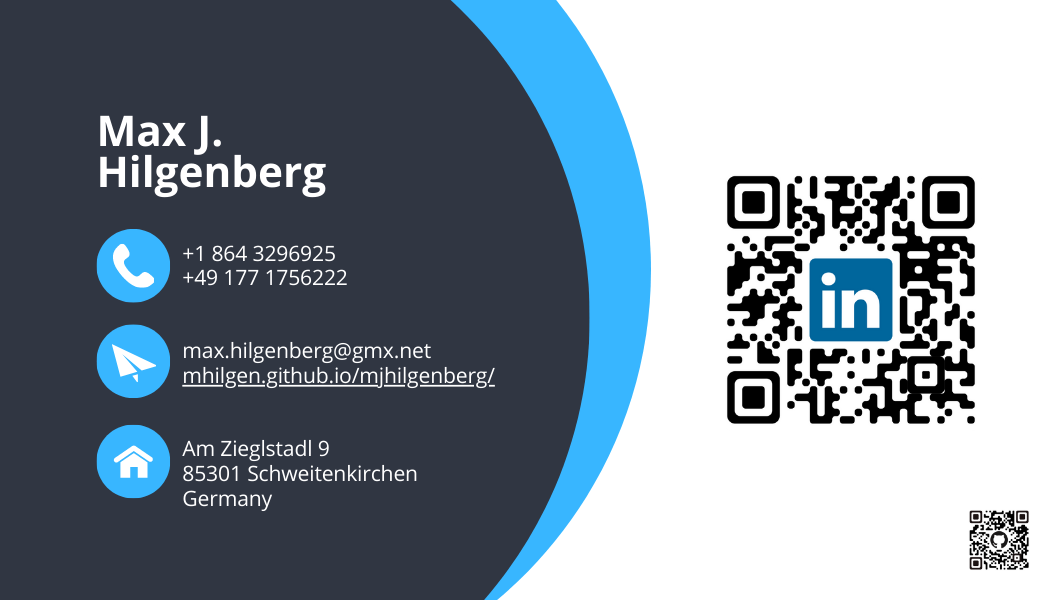 Max J.
Hilgenberg
+1 864 3296925
+49 177 1756222
max.hilgenberg@gmx.net
mhilgen.github.io/mjhilgenberg/
Am Zieglstadl 9
85301 Schweitenkirchen
Germany
in